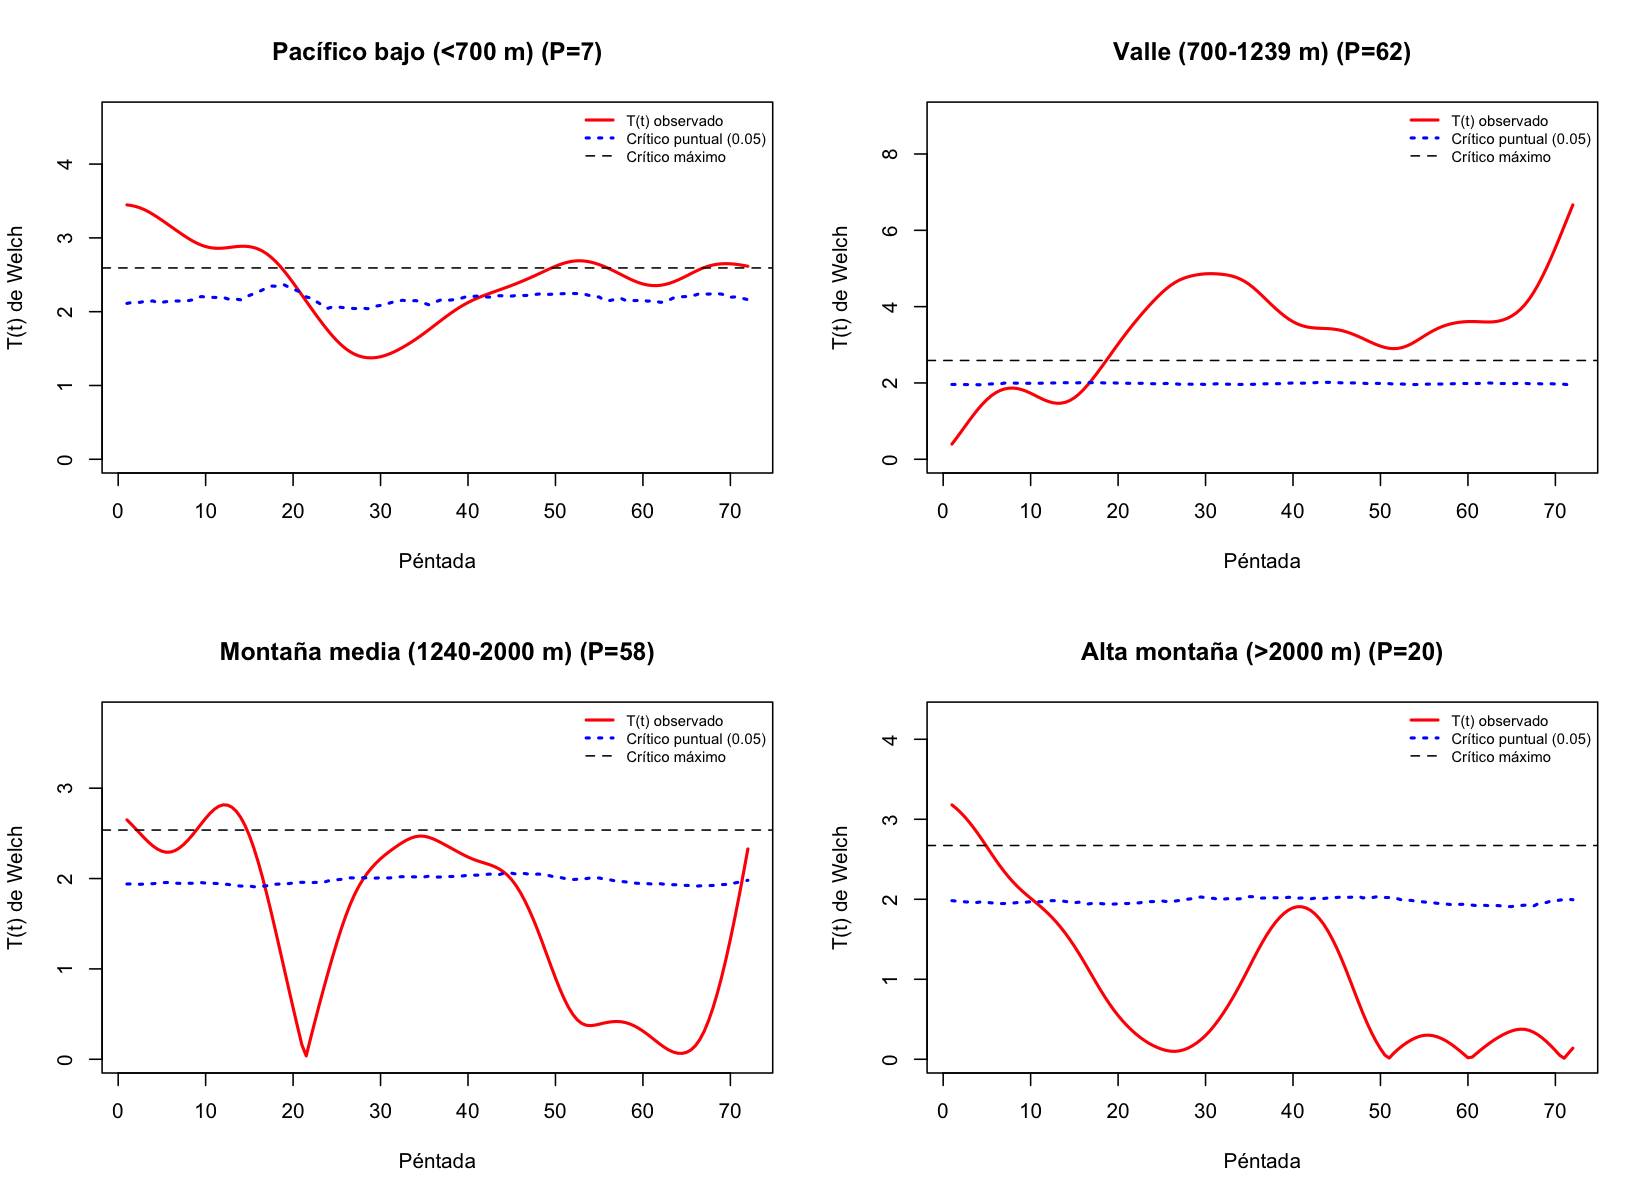 Pacífico bajo (<700 m) (P=7)
T(t) observado
Crítico puntual (0.05)
Crítico máximo
T(t) de Welch
4
3
2
1
0
0 10 20 30 40 50 60 70
Péntada
Valle (700-1239 m) (P=62)
T(t) observado
Crítico puntual (0.05)
Crítico máximo
T(t) de Welch
8
6
4
2
0
0 10 20 30 40 50 60 70
Péntada
Montaña media (1240-2000 m) (P=58)
T(t) observado
Crítico puntual (0.05)
Crítico máximo
T(t) de Welch
3
2
1
0
0 10 20 30 40 50 60 70
Péntada
Alta montaña (>2000 m) (P=20)
T(t) observado
Crítico puntual (0.05)
Crítico máximo
T(t) de Welch
4
3
2
1
0
0 10 20 30 40 50 60 70
Péntada